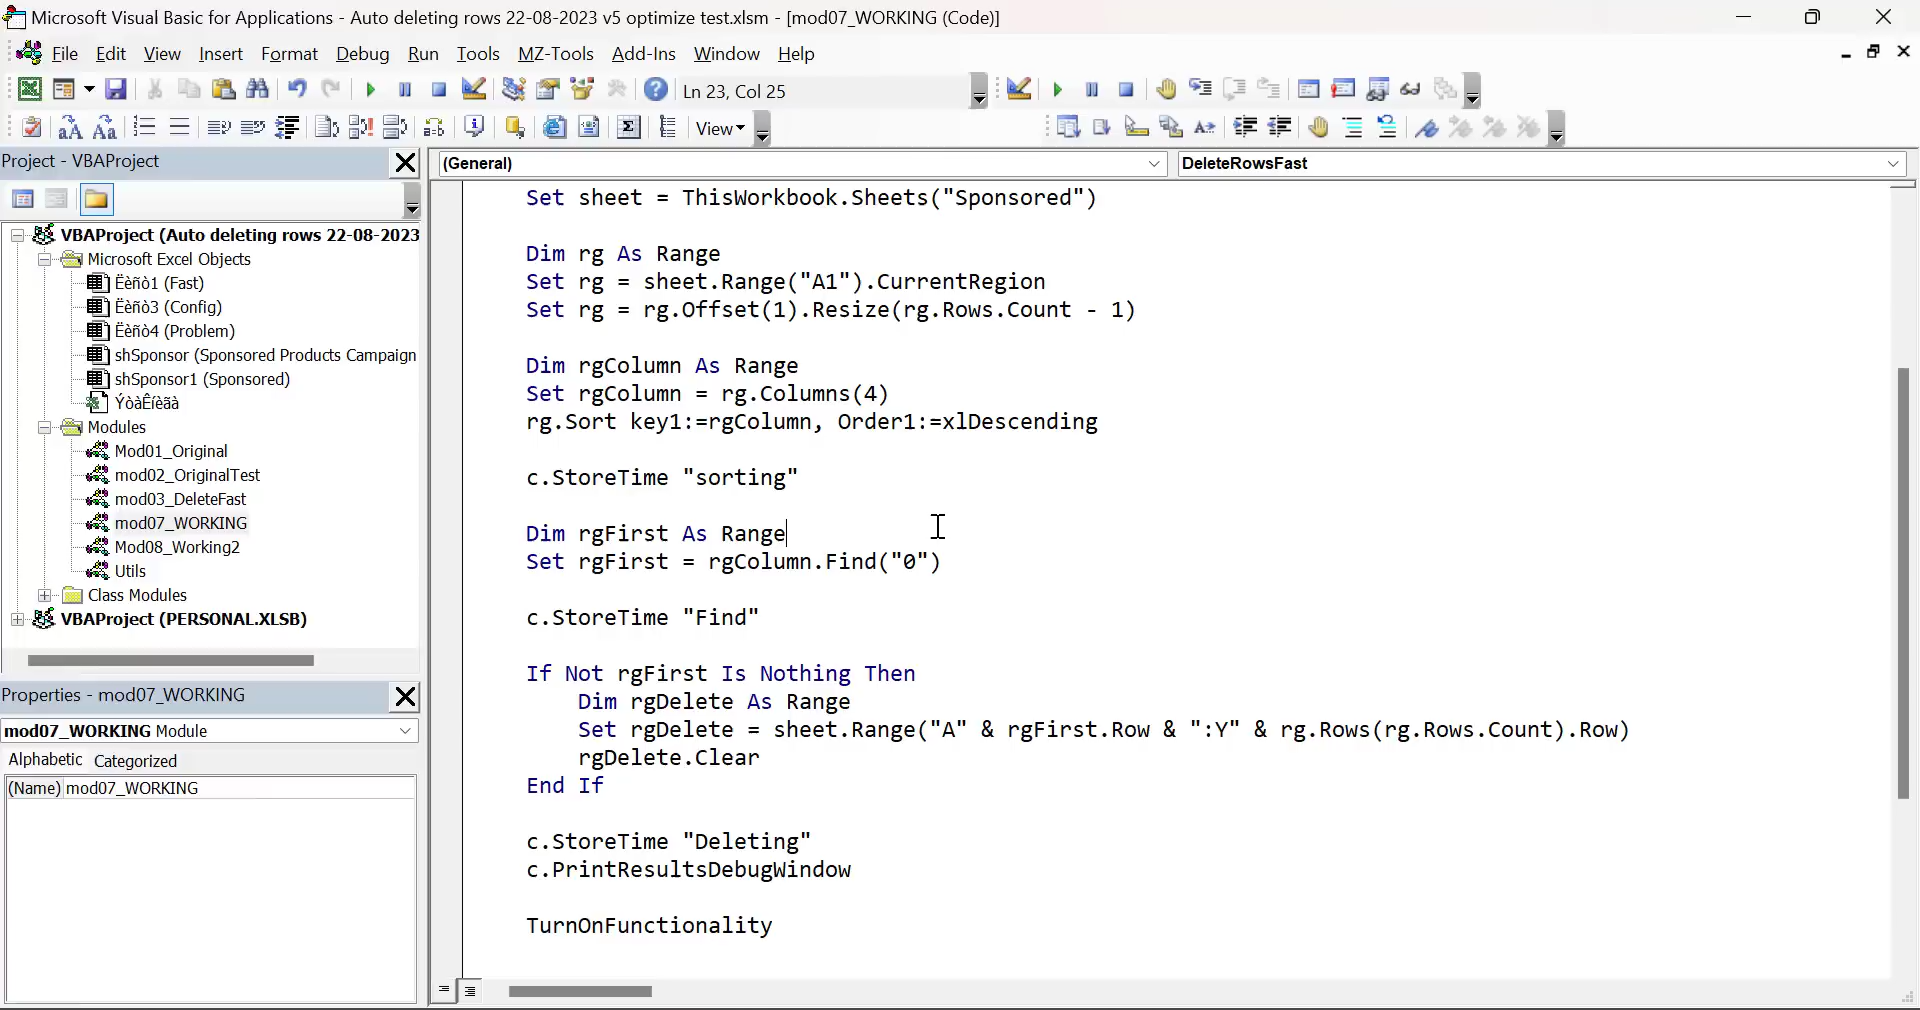 Microsoft Visual Basic for Applications - Auto deleting rows 22-08-2023 v5 optimize test.xlsm - [mod07_WORKING (Code)]
File Edit View Insert Format Debug Run Tools MZ-Tools Add-Ins Window Help
Ln 23, Col 25
View
Project - VBAProject
(General)
DeleteRowsFast
VBAProject (Auto deleting rows 22-08-2023
Microsoft Excel Objects
Ëèñò1 (Fast)
Ëèñò3 (Config)
Ëèñò4 (Problem)
shSponsor (Sponsored Products Campaign
shSponsor1 (Sponsored)
ÝòàÊíèãà
Modules
Mod01_Original
mod02_OriginalTest
mod03_DeleteFast
mod07_WORKING
Mod08_Working2
Utils
Class Modules
VBAProject (PERSONAL.XLSB)
Properties - mod07_WORKING
mod07_WORKING Module
Alphabetic Categorized
(Name) mod07_WORKING
Set sheet = ThisWorkbook.Sheets("Sponsored")
Dim rg As Range
Set rg = sheet.Range("A1").CurrentRegion
Set rg = rg.Offset(1).Resize(rg.Rows.Count - 1)
Dim rgColumn As Range
Set rgColumn = rg.Columns(4)
rg.Sort key1:=rgColumn, Order1:=xlDescending
c.StoreTime "sorting"
Dim rgFirst As Range
Set rgFirst = rgColumn.Find("0")
c.StoreTime "Find"
If Not rgFirst Is Nothing Then
Dim rgDelete As Range
Set rgDelete = sheet.Range("A" & rgFirst.Row & ":Y" & rg.Rows(rg.Rows.Count).Row)
rgDelete.Clear
End If
c.StoreTime "Deleting"
c.PrintResultsDebugWindow
TurnOnFunctionality